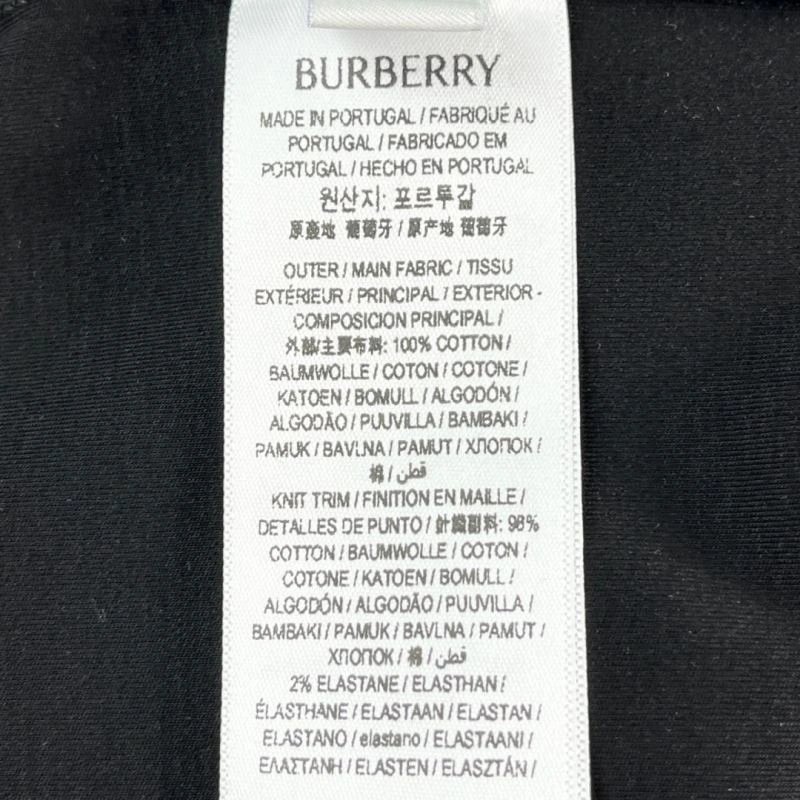 BURBERRY
MADE IN PORTUGAL / FABRIQUÉ AU
PORTUGAL / FABRICADO EM
PORTUGAL / HECHO EN PORTUGAL
원산지: 포르투갈
原產地 葡萄牙 / 原产地 葡萄牙
OUTER / MAIN FABRIC / TISSU
EXTÉRIEUR / PRINCIPAL / EXTERIOR -
COMPOSICION PRINCIPAL /
外部/主要布料: 100% COTTON /
BAUMWOLLE / COTON / COTONE /
KATOEN / BOMULL / ALGODÓN /
ALGODÃO / PUUVILLA / BAMBAKI /
PAMUK / BAVLNA / PAMUT / ХЛОПОК /
棉 / قطن
KNIT TRIM / FINITION EN MAILLE /
DETALLES DE PUNTO / 針織副料: 98%
COTTON / BAUMWOLLE / COTON /
COTONE / KATOEN / BOMULL /
ALGODÓN / ALGODÃO / PUUVILLA /
BAMBAKI / PAMUK / BAVLNA / PAMUT /
ХЛОПОК / 棉 / قطن
2% ELASTANE / ELASTHAN /
ÉLASTHANE / ELASTAAN / ELASTAN /
ELASTANO / elastano / ELASTAANI /
ΕΛΑΣΤΑΝΗ / ELASTEN / ELASZTÁN /